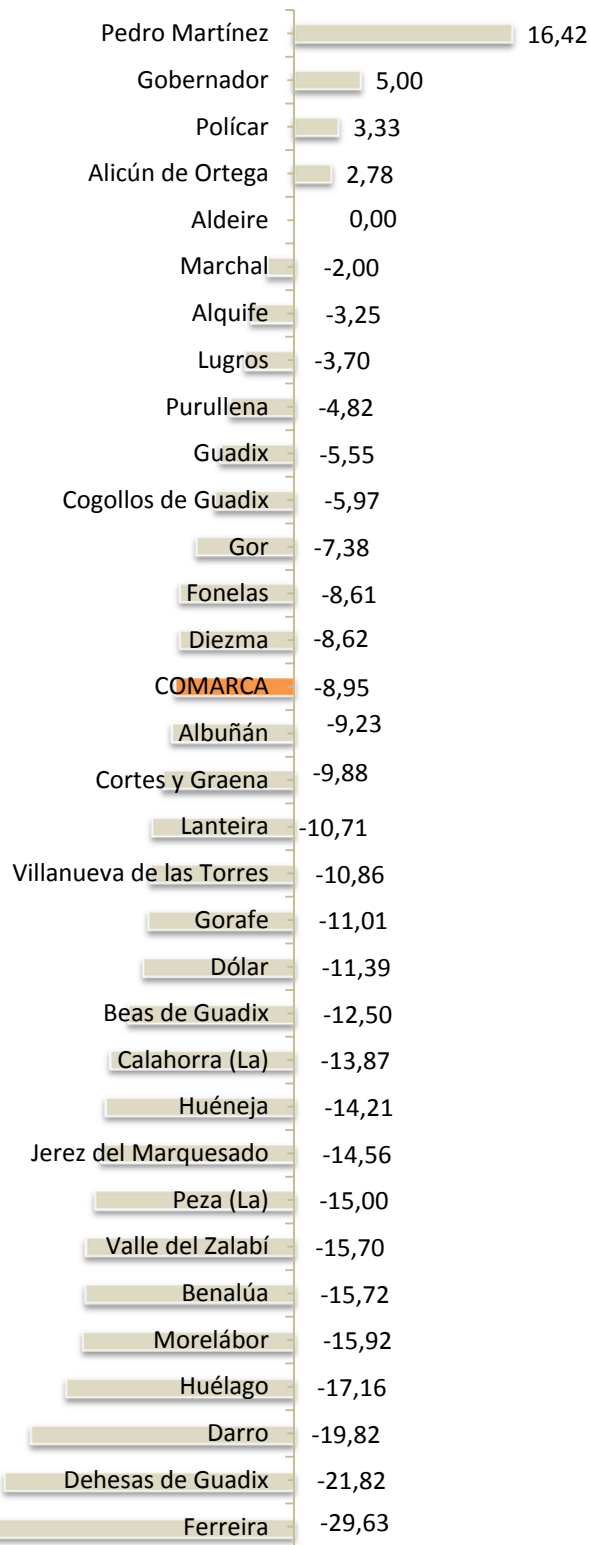 Pedro Martínez 16,42
Gobernador 5,00
Polícar 3,33
Alicún de Ortega 2,78
Aldeire 0,00
Marchal -2,00
Alquife -3,25
Lugros -3,70
Purullena -4,82
Guadix -5,55
Cogollos de Guadix -5,97
Gor -7,38
Fonelas -8,61
Diezma -8,62
COMARCA -8,95
Albuñán -9,23
Cortes y Graena -9,88
Lanteira -10,71
Villanueva de las Torres -10,86
Gorafe -11,01
Dólar -11,39
Beas de Guadix -12,50
Calahorra (La) -13,87
Huéneja -14,21
Jerez del Marquesado -14,56
Peza (La) -15,00
Valle del Zalabí -15,70
Benalúa -15,72
Morelábor -15,92
Huélago -17,16
Darro -19,82
Dehesas de Guadix -21,82
Ferreira -29,63